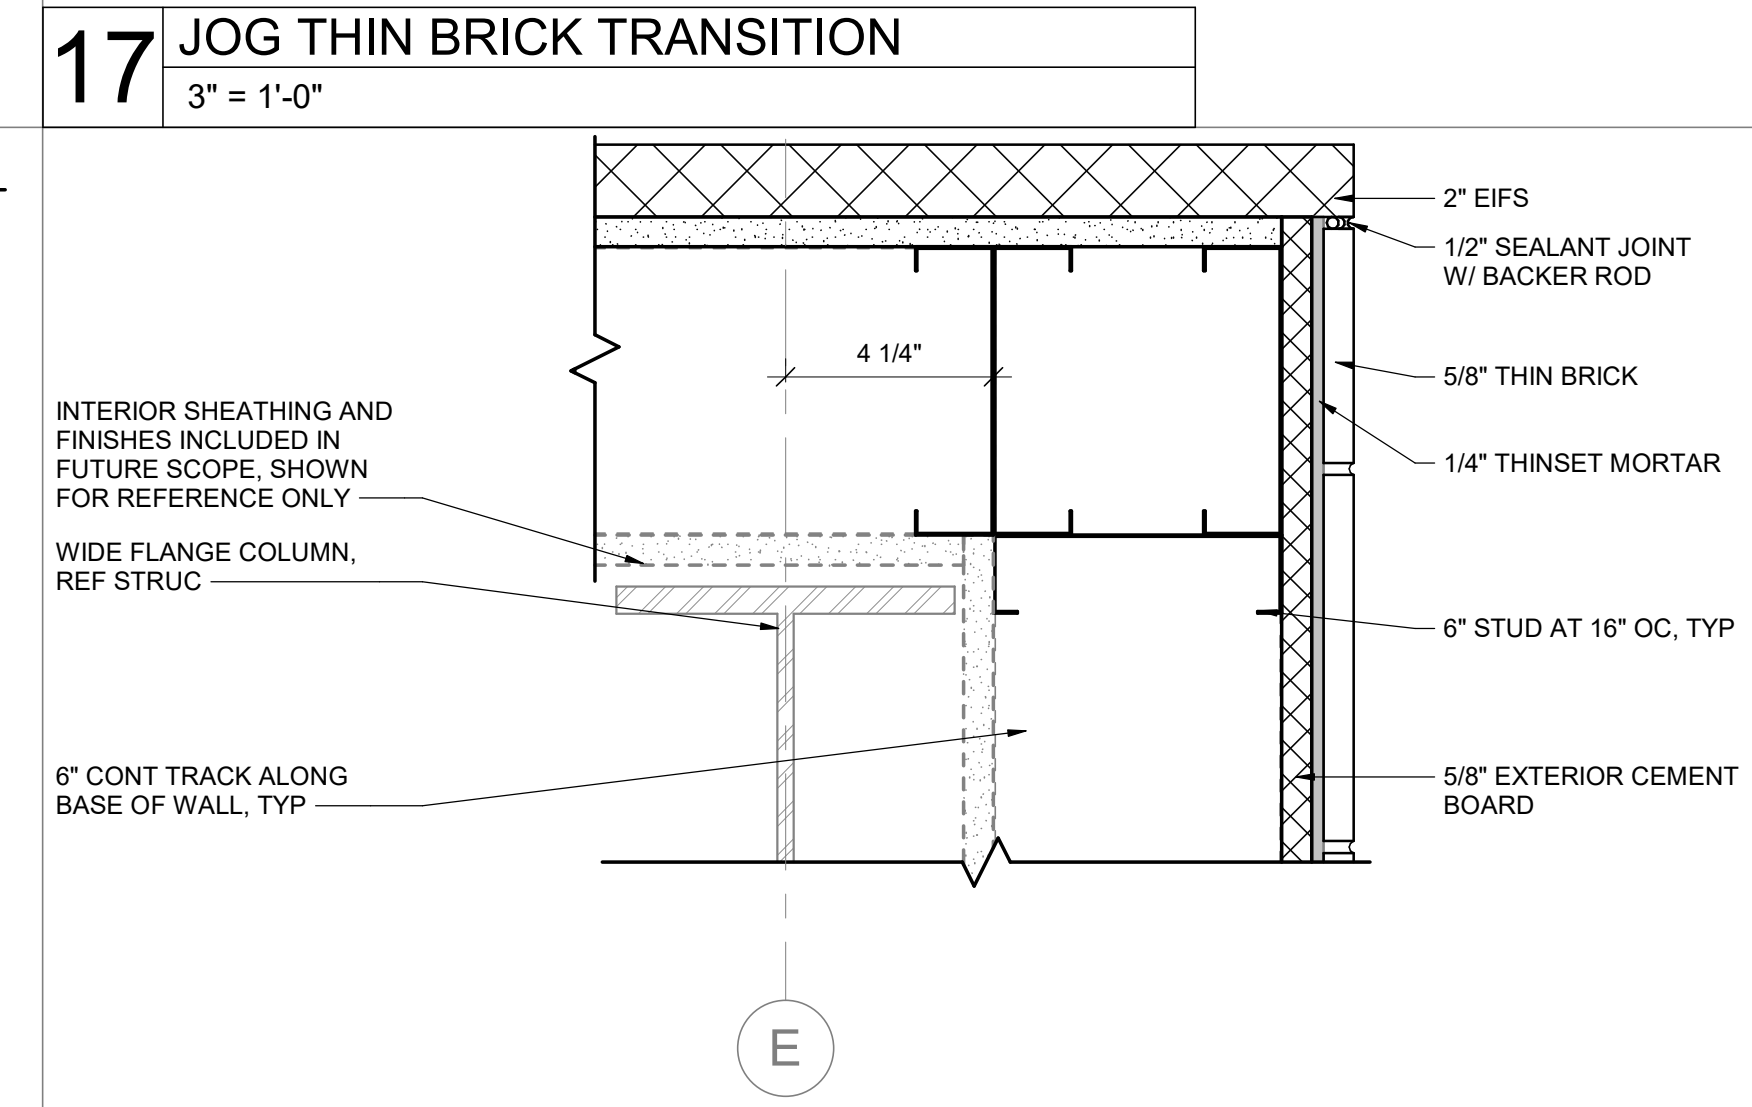 17
JOG THIN BRICK TRANSITION
3" = 1'-0"
2" EIFS
1/2" SEALANT JOINT
W/ BACKER ROD
4 1/4"
5/8" THIN BRICK
INTERIOR SHEATHING AND
FINISHES INCLUDED IN
FUTURE SCOPE, SHOWN
FOR REFERENCE ONLY
1/4" THINSET MORTAR
WIDE FLANGE COLUMN,
REF STRUC
6" STUD AT 16" OC, TYP
6" CONT TRACK ALONG
BASE OF WALL, TYP
5/8" EXTERIOR CEMENT
BOARD
E